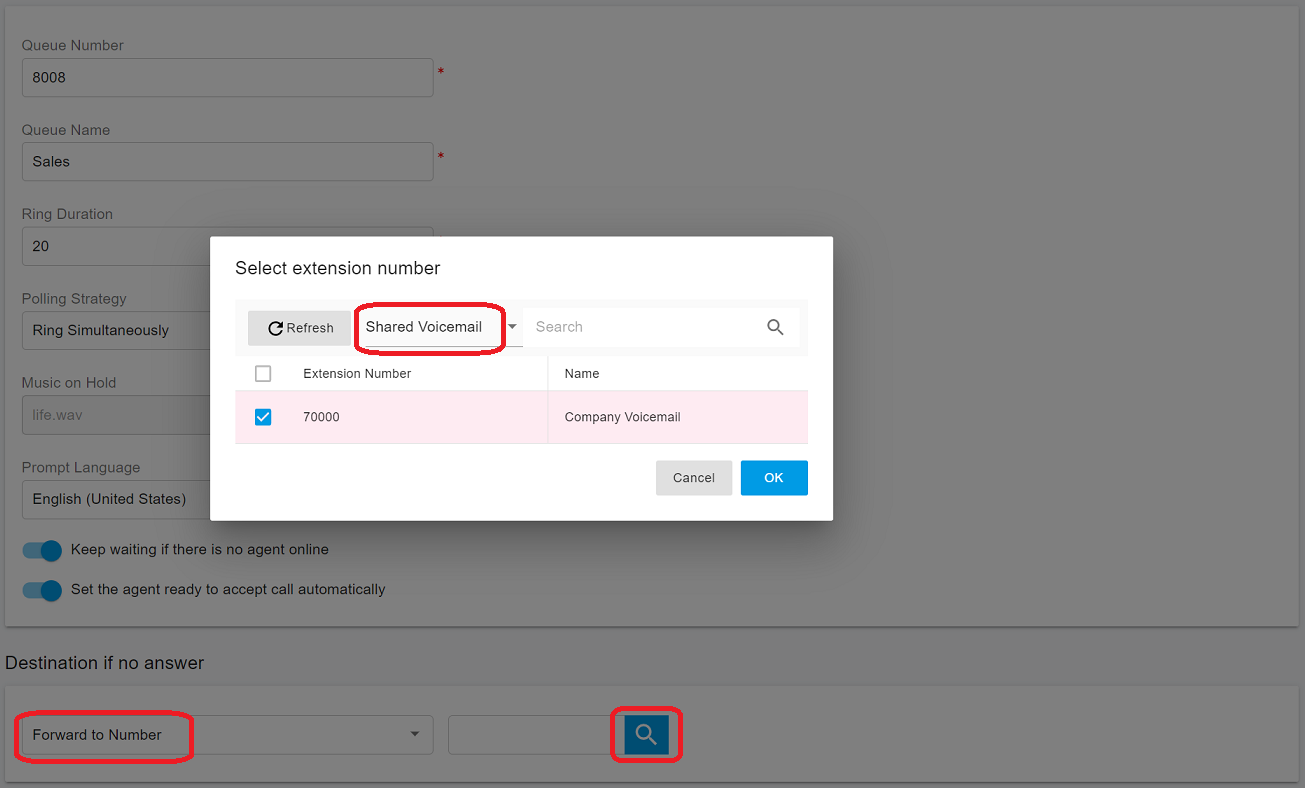 Queue Number
8008 *
Queue Name
Sales *
Ring Duration
20
Polling Strategy
Ring Simultaneously
Music on Hold
life.wav
Prompt Language
English (United States)
Select extension number
Refresh Shared Voicemail Search
Extension Number Name
70000 Company Voicemail
Cancel OK
Keep waiting if there is no agent online
Set the agent ready to accept call automatically
Destination if no answer
Forward to Number